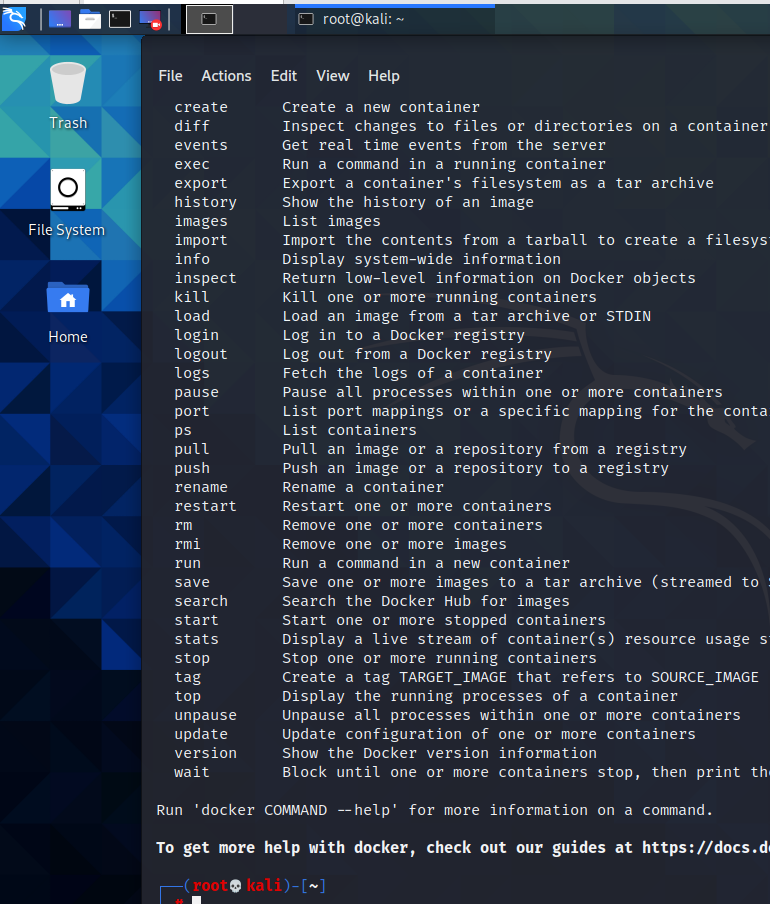 root@kali: ~
File Actions Edit View Help
Trash
File System
Home
create Create a new container
diff Inspect changes to files or directories on a container
events Get real time events from the server
exec Run a command in a running container
export Export a container's filesystem as a tar archive
history Show the history of an image
images List images
import Import the contents from a tarball to create a filesys
info Display system-wide information
inspect Return low-level information on Docker objects
kill Kill one or more running containers
load Load an image from a tar archive or STDIN
login Log in to a Docker registry
logout Log out from a Docker registry
logs Fetch the logs of a container
pause Pause all processes within one or more containers
port List port mappings or a specific mapping for the conta
ps List containers
pull Pull an image or a repository from a registry
push Push an image or a repository to a registry
rename Rename a container
restart Restart one or more containers
rm Remove one or more containers
rmi Remove one or more images
run Run a command in a new container
save Save one or more images to a tar archive (streamed to
search Search the Docker Hub for images
start Start one or more stopped containers
stats Display a live stream of container(s) resource usage s
stop Stop one or more running containers
tag Create a tag TARGET_IMAGE that refers to SOURCE_IMAGE
top Display the running processes of a container
unpause Unpause all processes within one or more containers
update Update configuration of one or more containers
version Show the Docker version information
wait Block until one or more containers stop, then print the
Run 'docker COMMAND --help' for more information on a command.
To get more help with docker, check out our guides at https://docs.d
┌──(root💀kali)-[~]
#